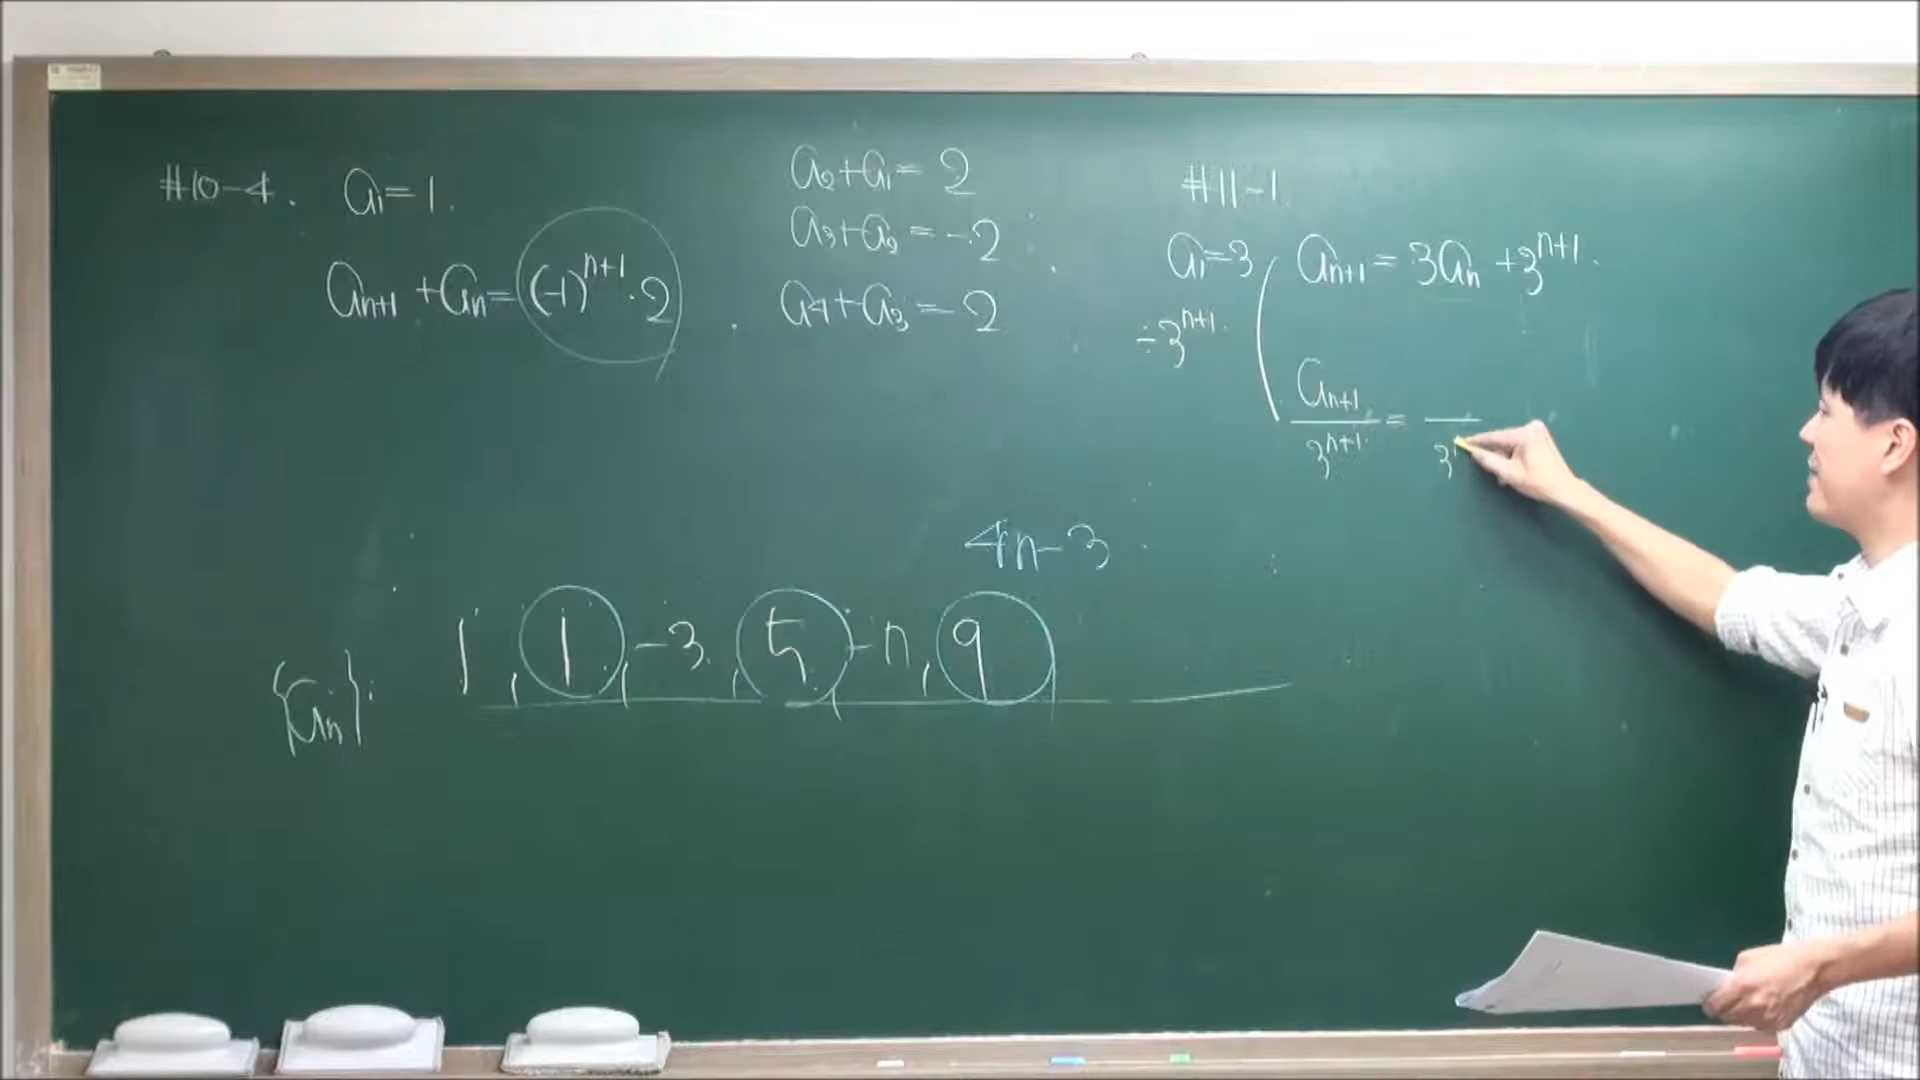 #10-4. a₁=1.
aₙ₊₁+aₙ=(-1)ⁿ⁺¹·2
a₂+a₁=2
a₃+a₂=-2
a₄+a₃=2
4n-3
{aₙ}: 1, 1, -3, 5, -7, 9
#11-1.
a₁=3 aₙ₊₁=3aₙ+3ⁿ⁺¹.
÷3ⁿ⁺¹.
aₙ₊₁/3ⁿ⁺¹ = /3